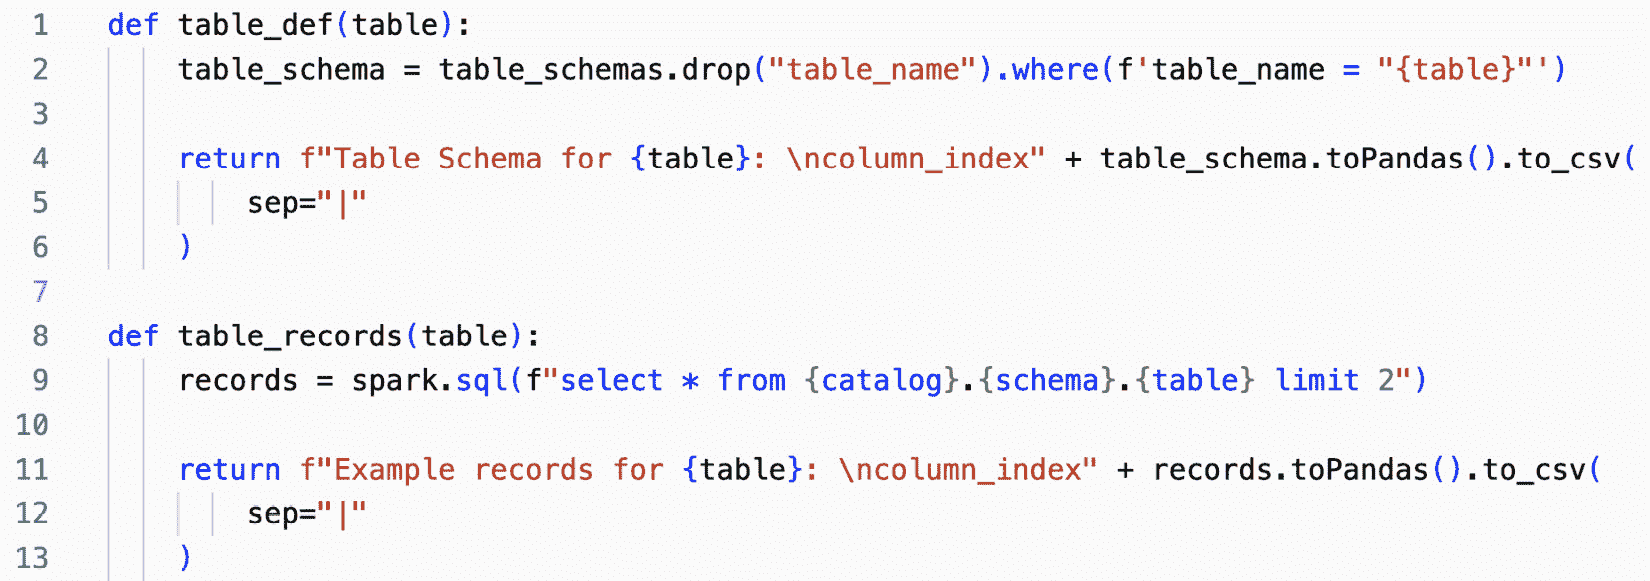 1 def table_def(table):
2 table_schema = table_schemas.drop("table_name").where(f'table_name = "{table}"')
3
4 return f"Table Schema for {table}: \ncolumn_index" + table_schema.toPandas().to_csv(
5 sep="|"
6 )
7
8 def table_records(table):
9 records = spark.sql(f"select * from {catalog}.{schema}.{table} limit 2")
10
11 return f"Example records for {table}: \ncolumn_index" + records.toPandas().to_csv(
12 sep="|"
13 )